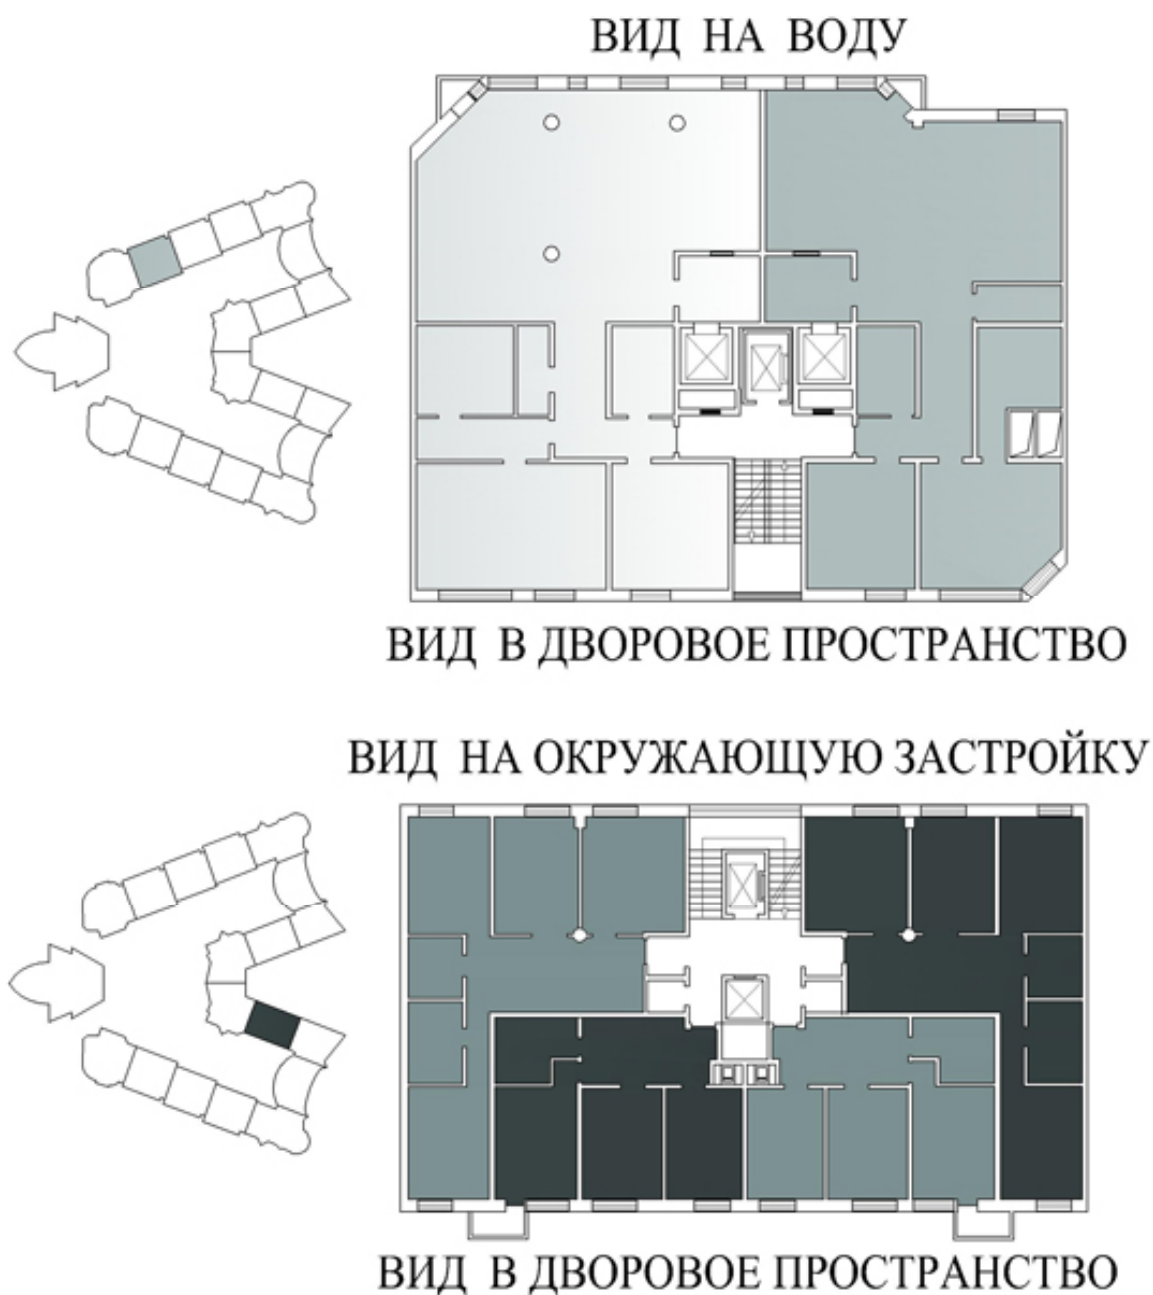 ВИД НА ВОДУ
ВИД В ДВОРОВОЕ ПРОСТРАНСТВО
ВИД НА ОКРУЖАЮЩУЮ ЗАСТРОЙКУ
ВИД В ДВОРОВОЕ ПРОСТРАНСТВО